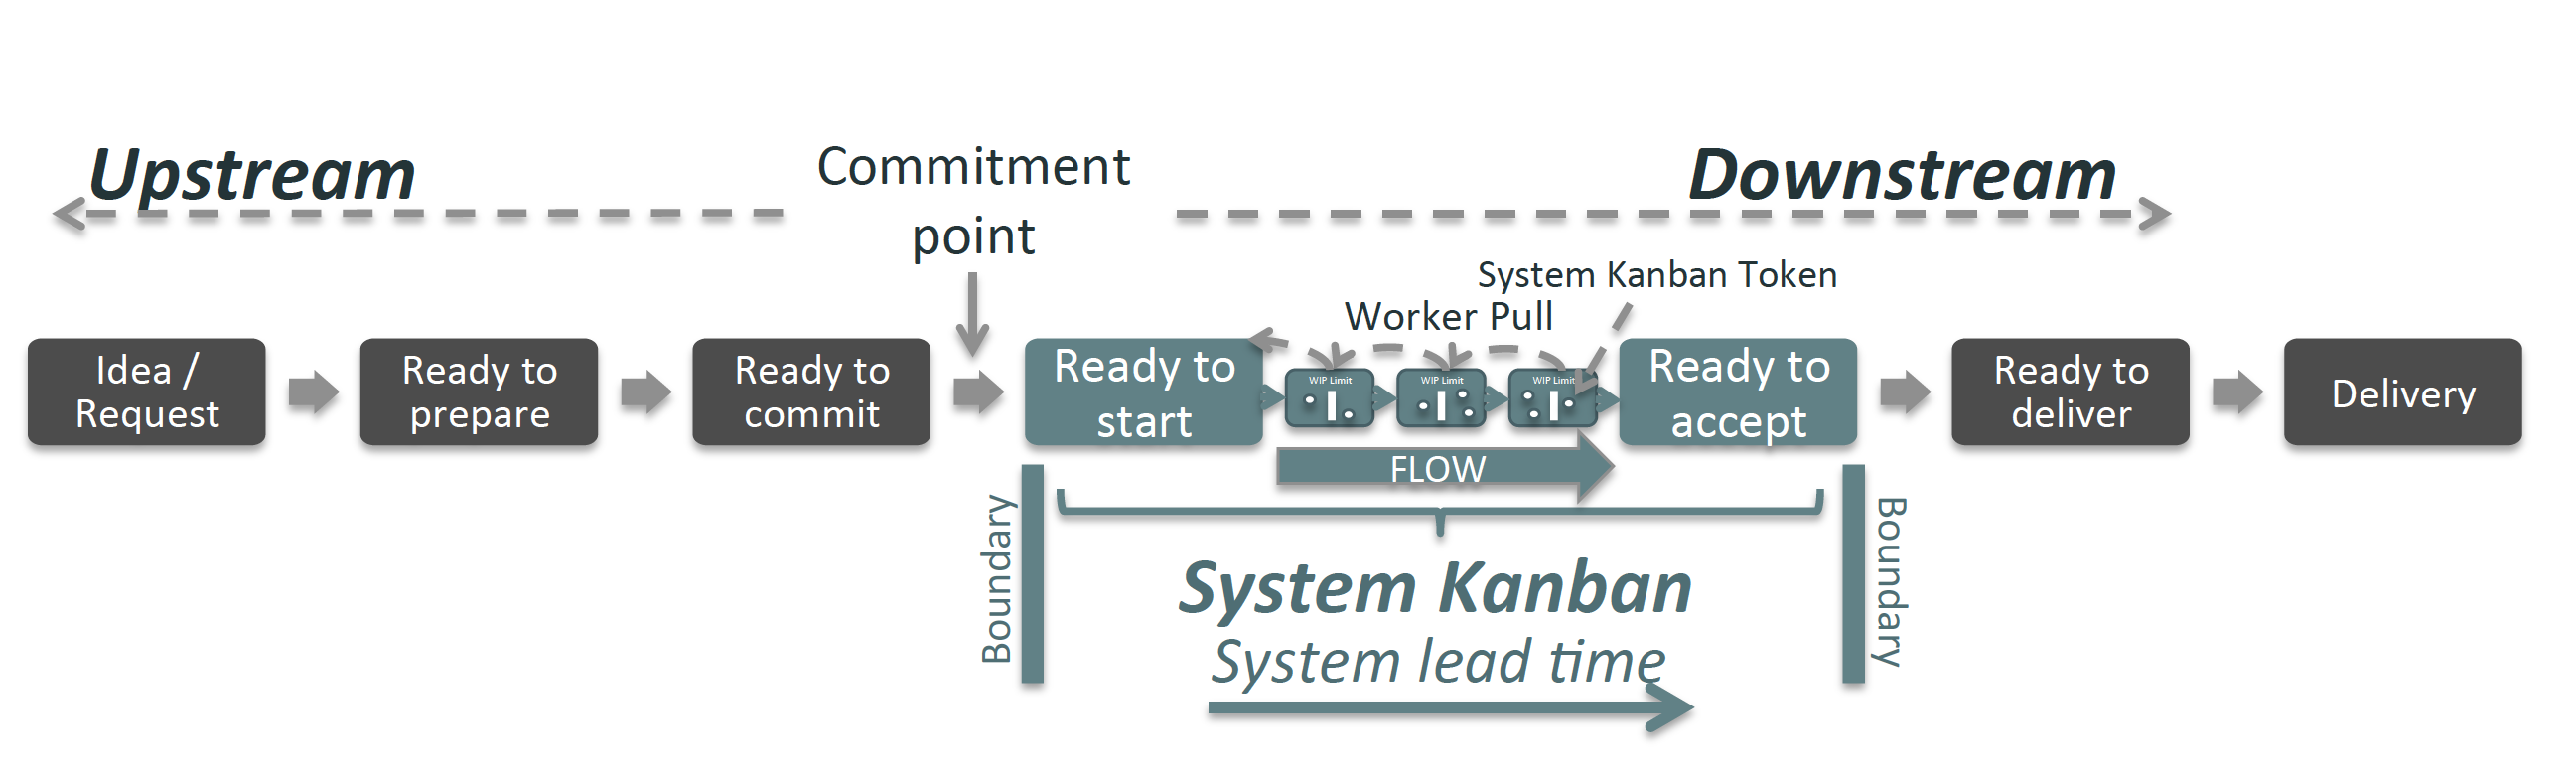 Upstream
Commitment
point
Downstream
System Kanban Token
Worker Pull
Idea /
Request
Ready to
prepare
Ready to
commit
Ready to
start
WIP Limit
WIP Limit
WIP Limit
Ready to
accept
Ready to
deliver
Delivery
FLOW
Boundary
Boundary
System Kanban
System lead time